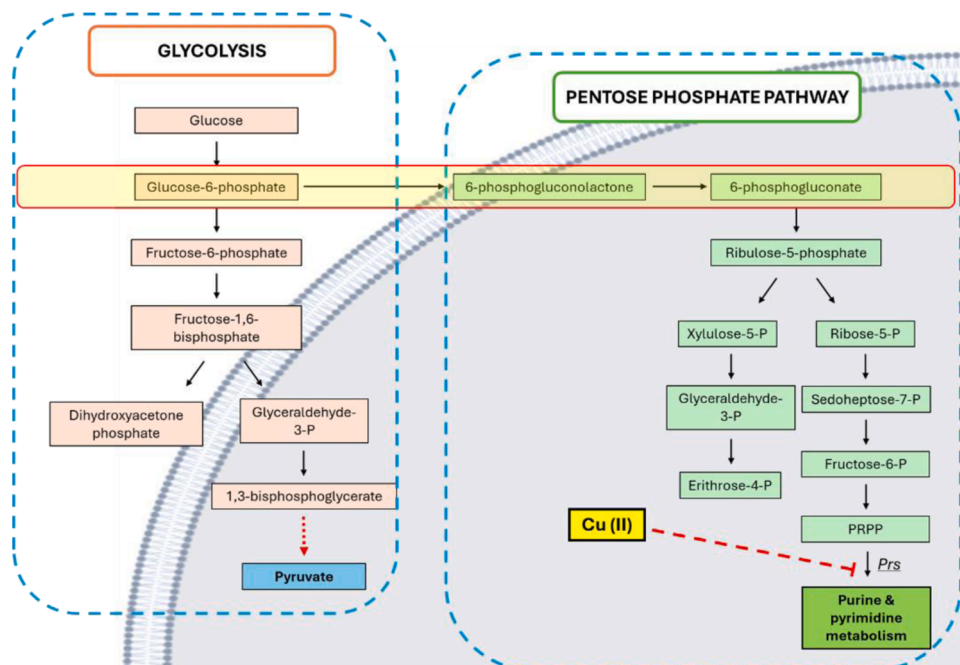 GLYCOLYSIS
PENTOSE PHOSPHATE PATHWAY
Glucose
Glucose-6-phosphate
6-phosphogluconolactone
6-phosphogluconate
Fructose-6-phosphate
Ribulose-5-phosphate
Fructose-1,6-
bisphosphate
Xylulose-5-P
Ribose-5-P
Dihydroxyacetone
phosphate
Glyceraldehyde-
3-P
Glyceraldehyde-
3-P
Sedoheptose-7-P
1,3-bisphosphoglycerate
Erithrose-4-P
Fructose-6-P
Cu (II)
PRPP
Prs
Pyruvate
Purine &
pyrimidine
metabolism